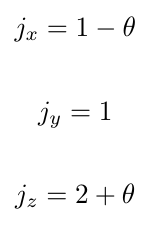 j_x = 1 − θ
j_y = 1
j_z = 2 + θ